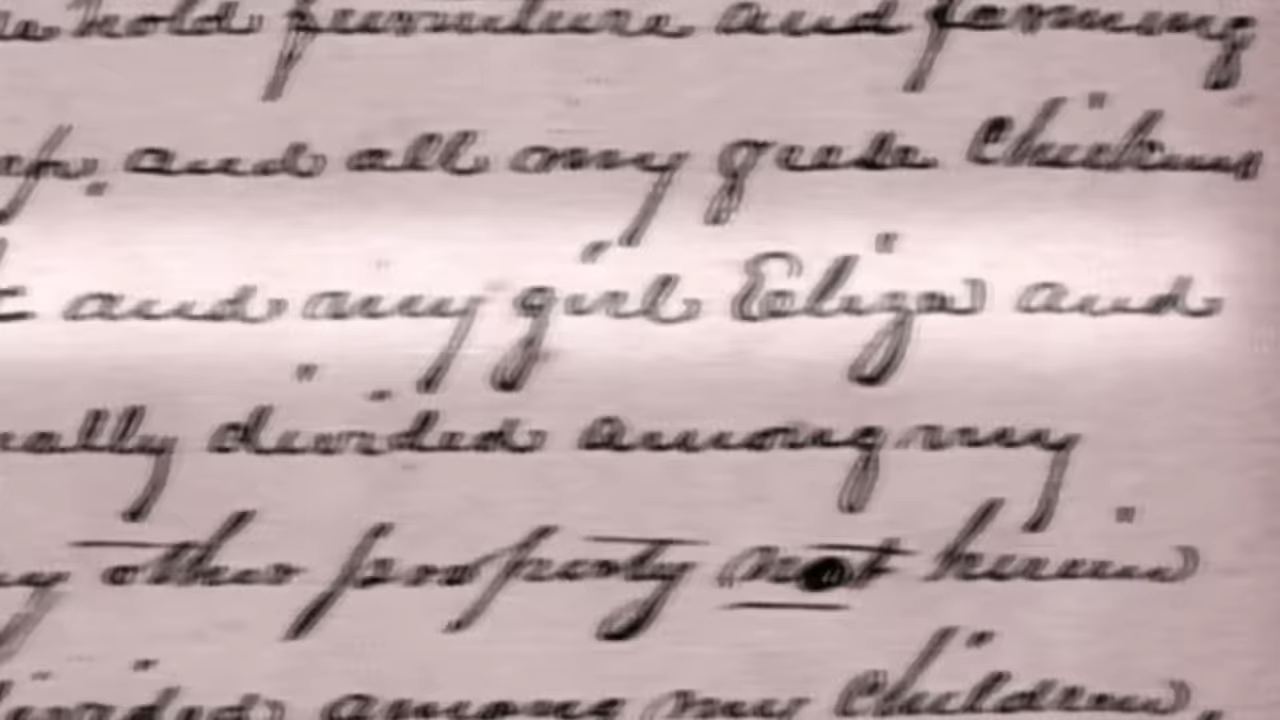 hold furniture and farming
and all my geese chickens
and my girl Eliza and
ally divided among my
other property not herein
divided among my children,